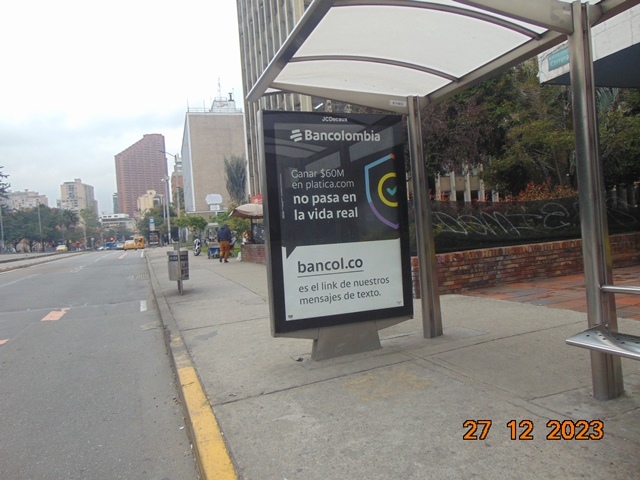 JCDecaux
Bancolombia
Ganar $60M
en platica.com
no pasa en
la vida real
bancol.co
es el link de nuestros
mensajes de texto.
27 12 2023